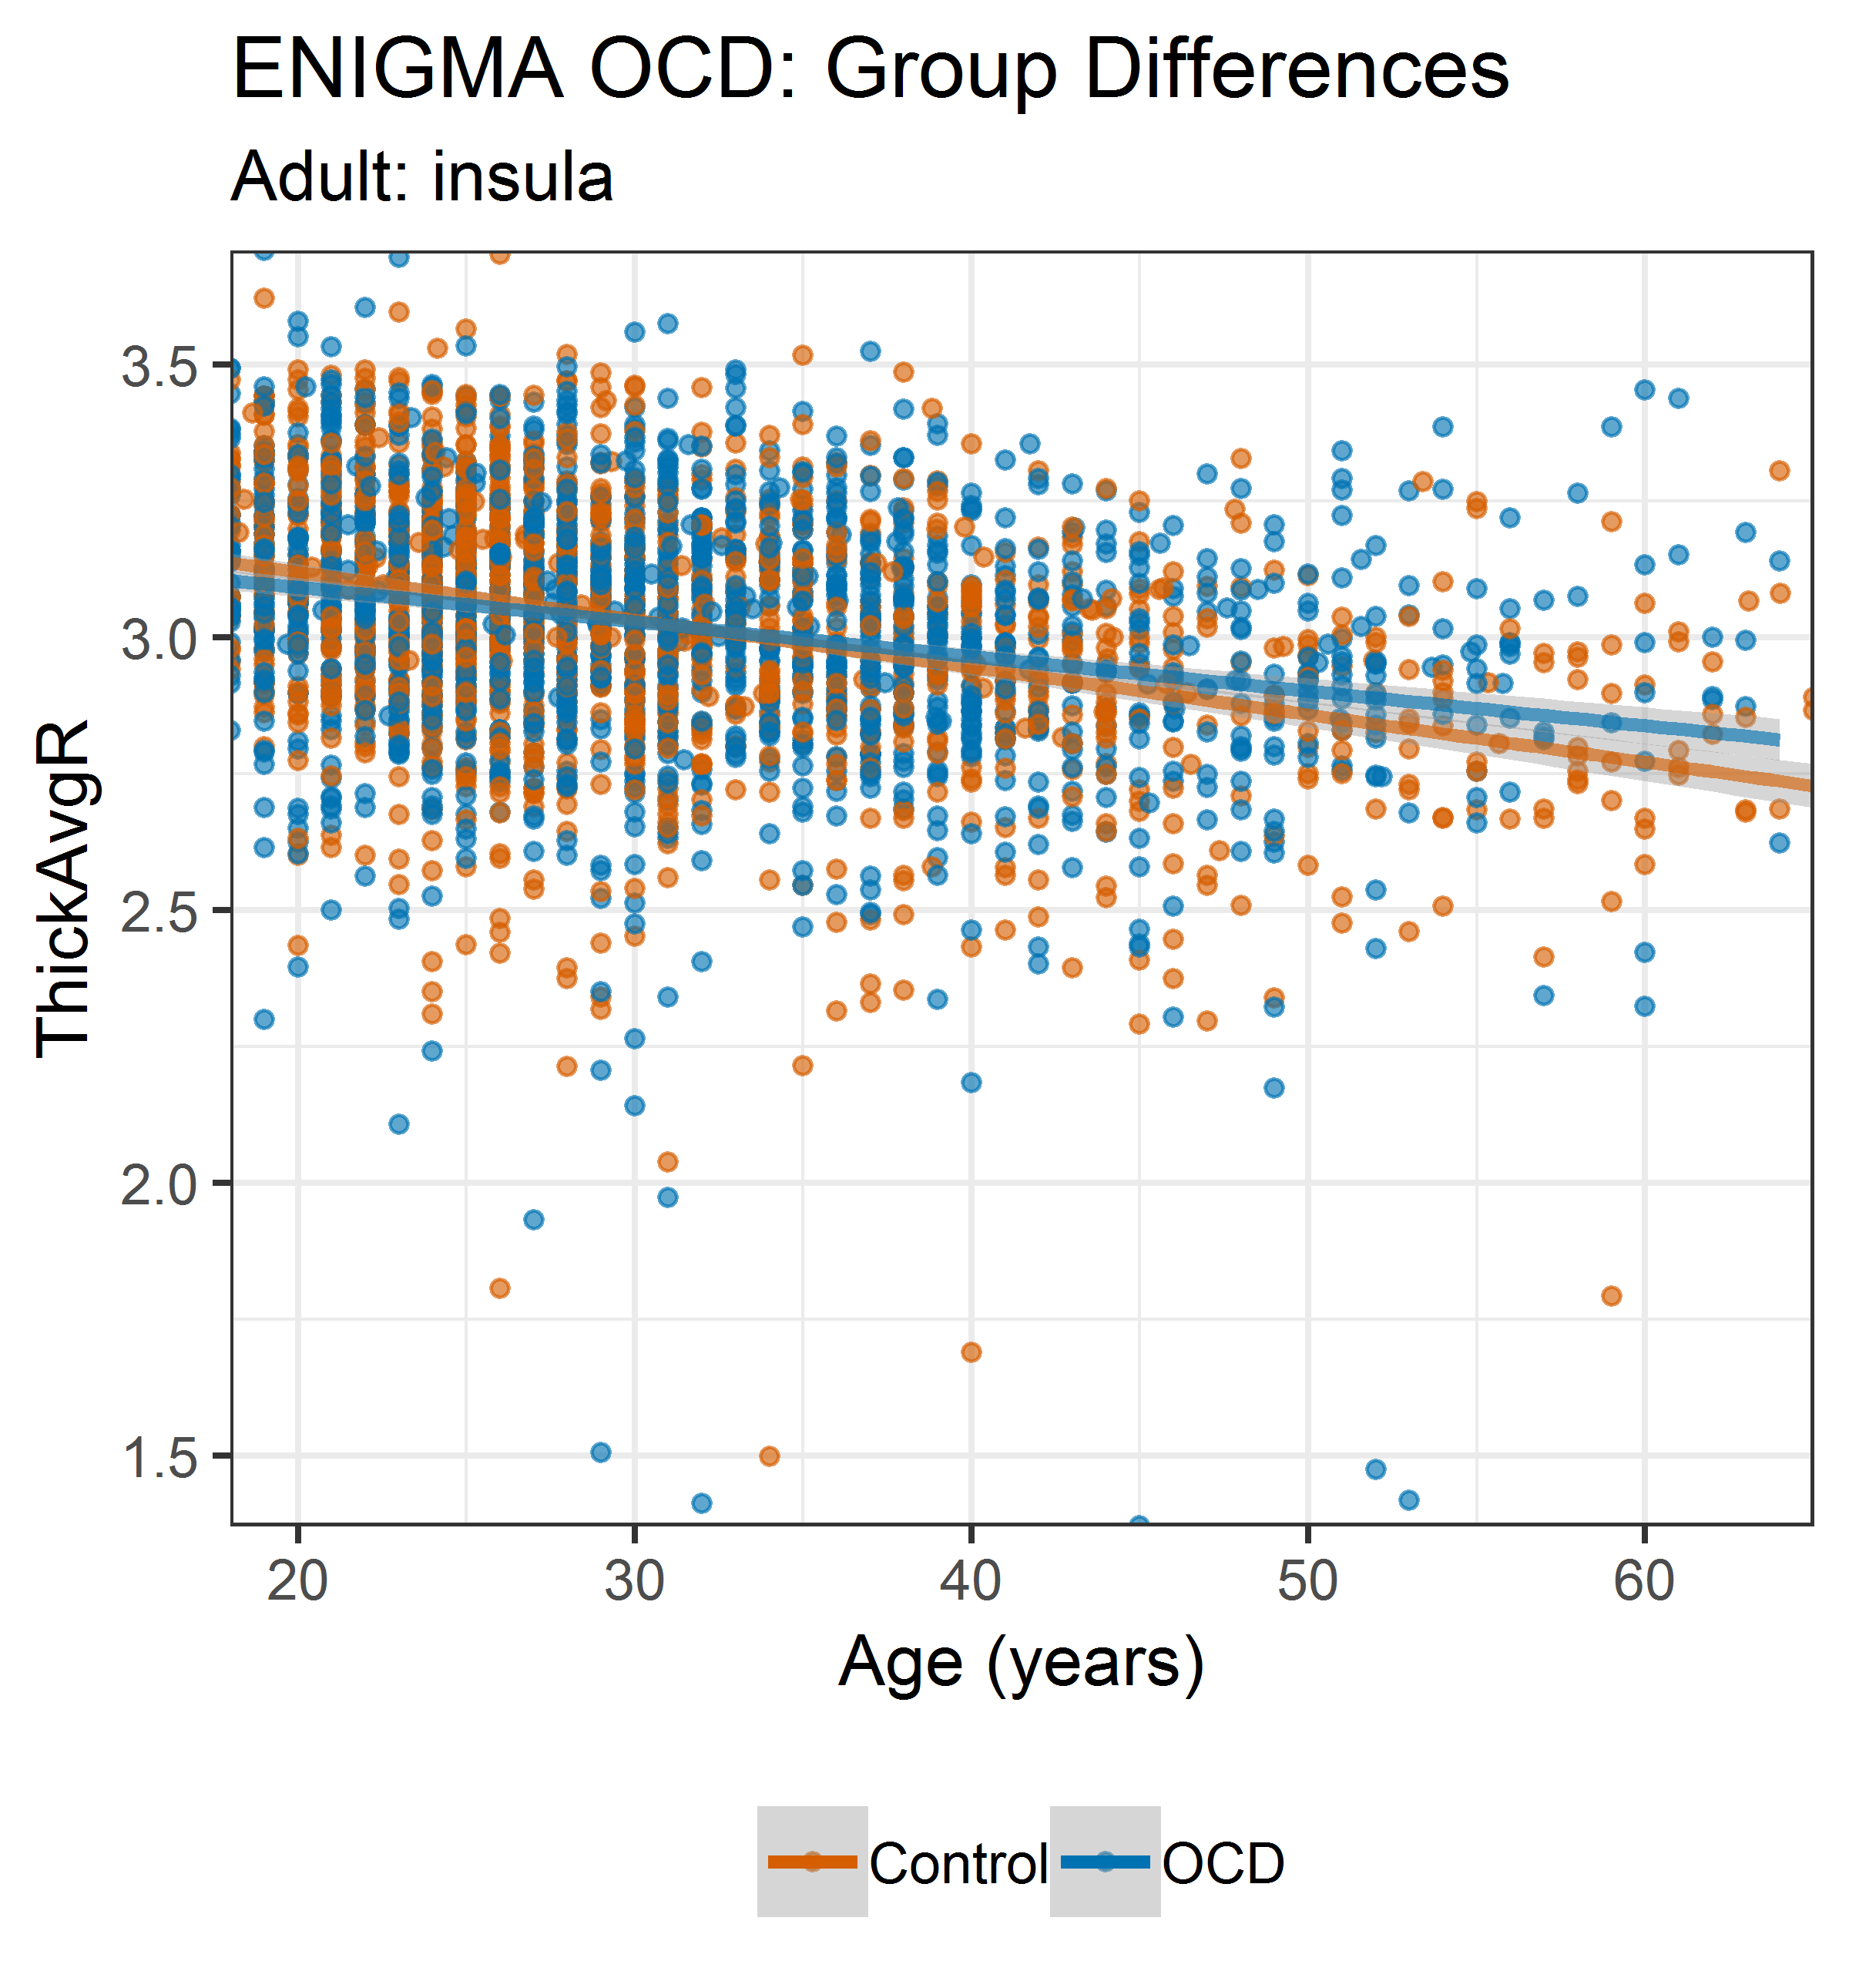 ENIGMA OCD: Group Differences
Adult: insula
ThickAvgR
3.5
3.0
2.5
2.0
1.5
20 30 40 50 60
Age (years)
Control OCD